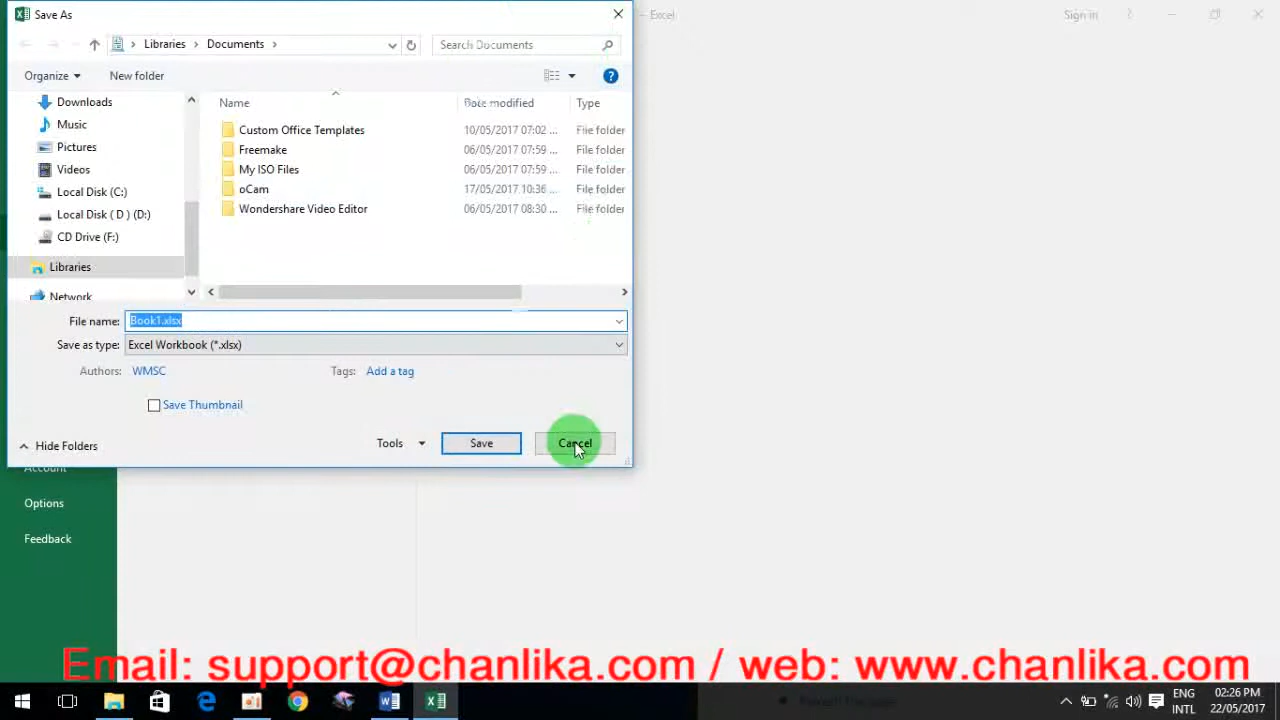 Save As
Excel
Sign in
?
Libraries > Documents >
Search Documents
Organize
New folder
?
Downloads
Music
Pictures
Videos
Local Disk (C:)
Local Disk ( D ) (D:)
CD Drive (F:)
Libraries
Network
Name
Date modified
Type
Custom Office Templates
10/05/2017 07:02 ...
File folder
Freemake
06/05/2017 07:59 ...
File folder
My ISO Files
06/05/2017 07:59 ...
File folder
oCam
17/05/2017 10:36 ...
File folder
Wondershare Video Editor
06/05/2017 08:30 ...
File folder
File name: Book1.xlsx
Save as type: Excel Workbook (*.xlsx)
Authors: WMSC
Tags: Add a tag
Save Thumbnail
Hide Folders
Tools
Save
Cancel
Account
Options
Feedback
Email: support@chanlika.com / web: www.chanlika.com
ENG
INTL
02:26 PM
22/05/2017